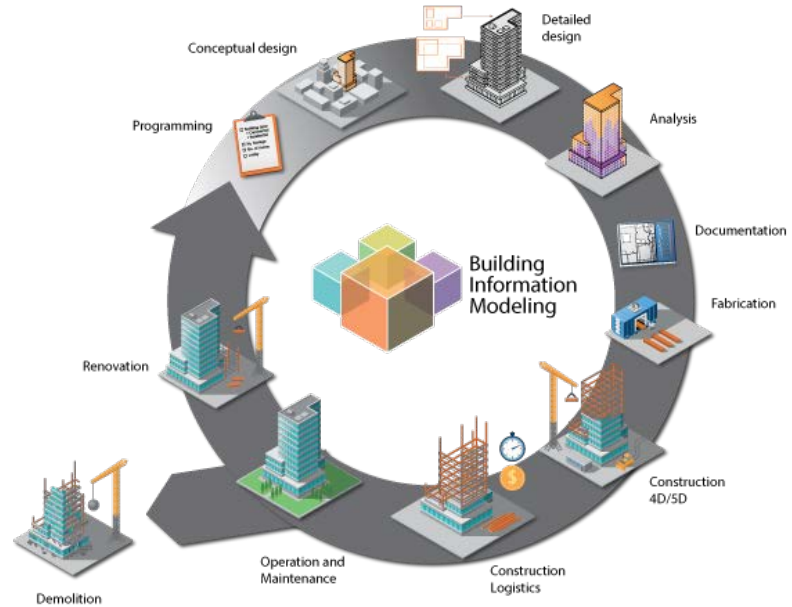 Conceptual design
Detailed
design
Programming
Analysis
Documentation
Building
Information
Modeling
Fabrication
Renovation
Construction
4D/5D
Operation and
Maintenance
Construction
Logistics
Demolition
$